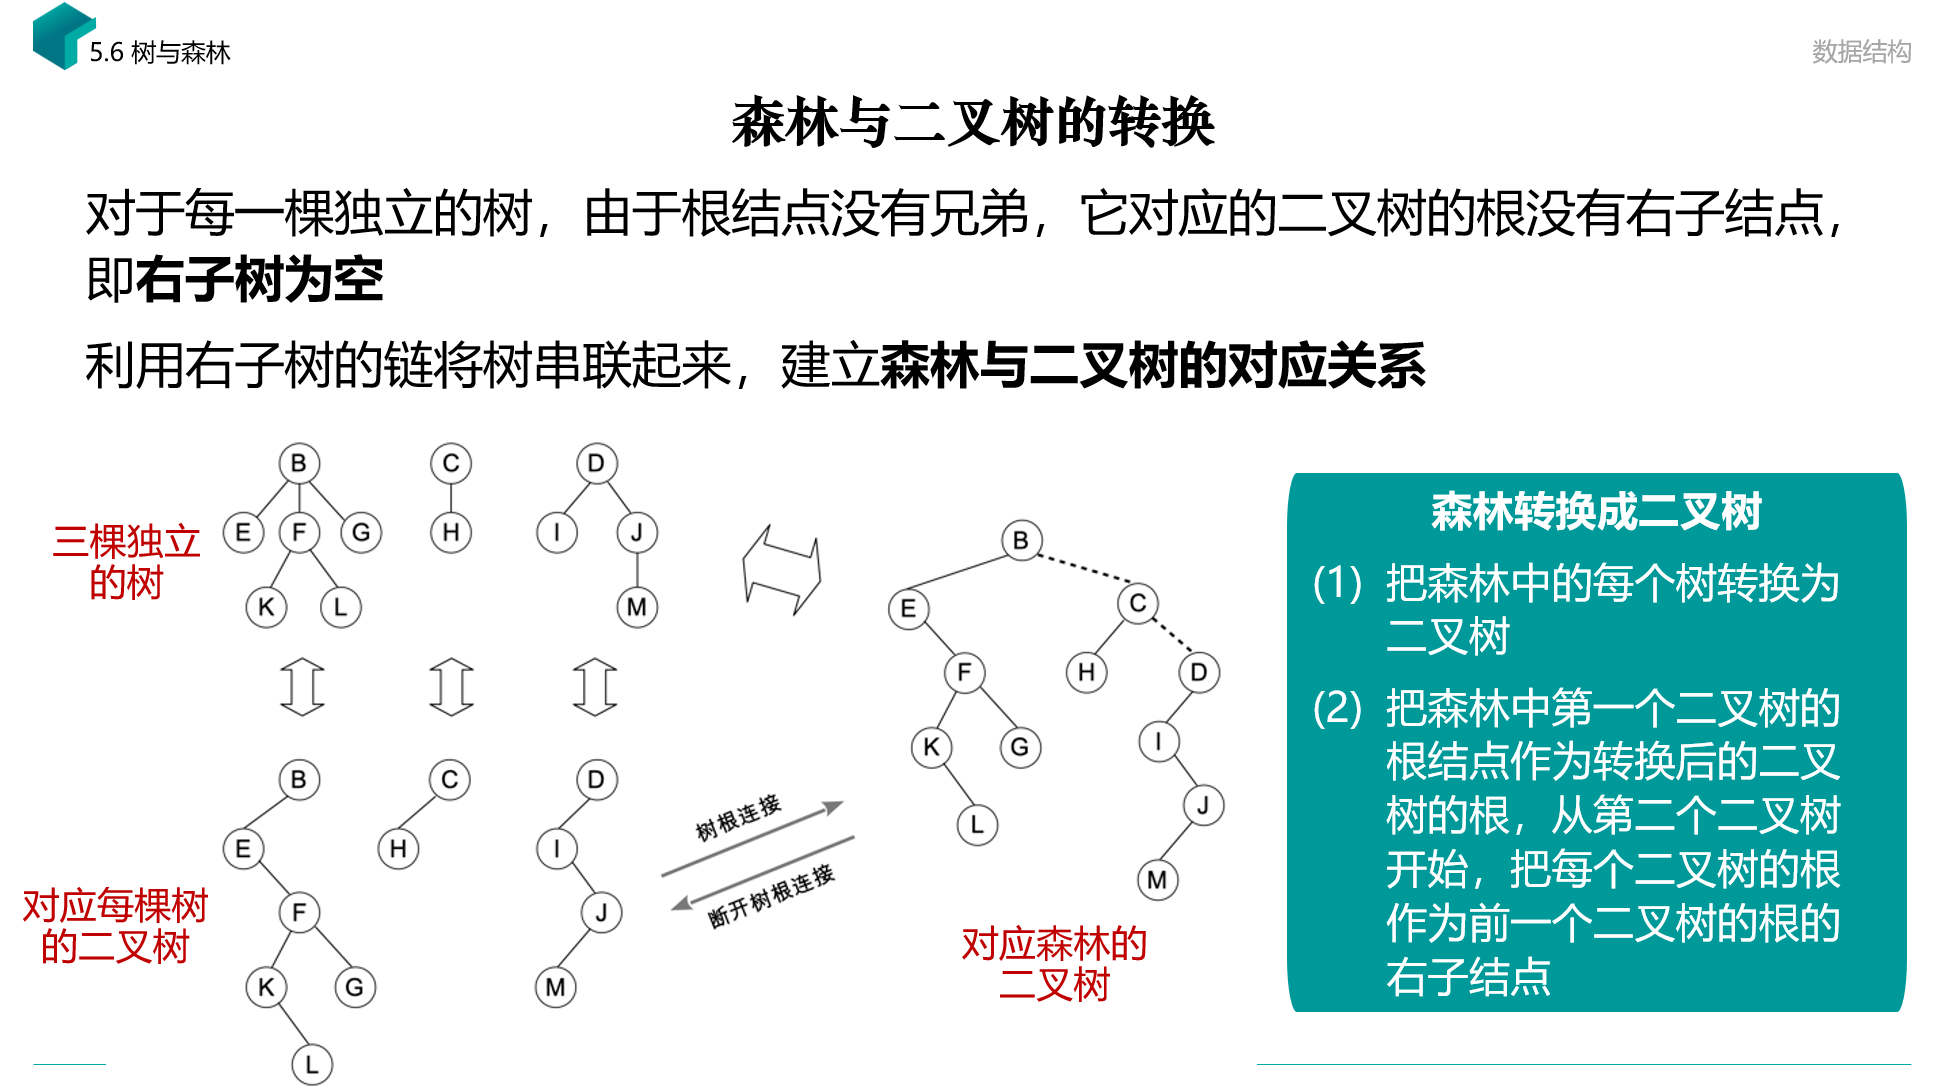 5.6 树与森林
数据结构
森林与二叉树的转换
对于每一棵独立的树，由于根结点没有兄弟，它对应的二叉树的根没有右子结点，
即右子树为空
利用右子树的链将树串联起来，建立森林与二叉树的对应关系
三棵独立
的树
B
C
D
E
F
G
H
I
J
K
L
M
对应每棵树
的二叉树
B
C
D
E
H
I
F
J
K
G
M
L
树根连接
断开树根连接
B
E
C
F
H
D
K
G
I
L
J
M
对应森林的
二叉树
森林转换成二叉树
(1) 把森林中的每个树转换为
二叉树
(2) 把森林中第一个二叉树的
根结点作为转换后的二叉
树的根，从第二个二叉树
开始，把每个二叉树的根
作为前一个二叉树的根的
右子结点